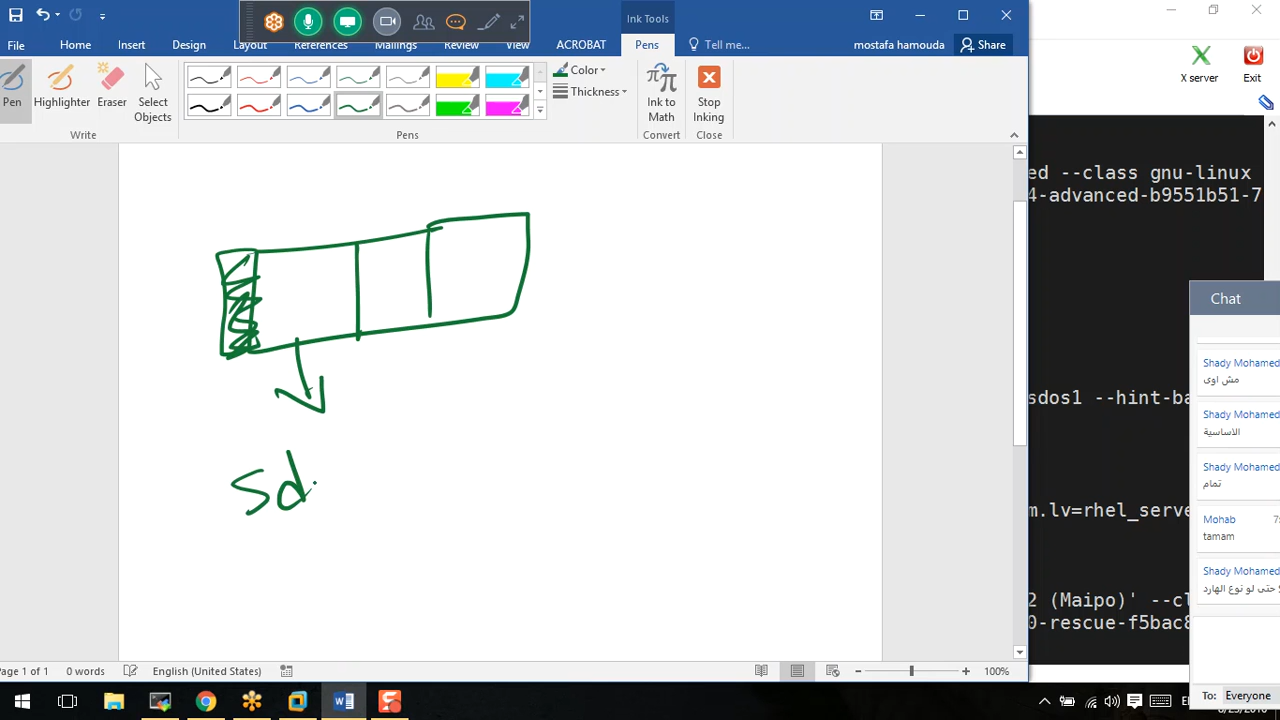 Ink Tools
File
Home
Insert
Design
Layout
References
Mailings
Review
View
ACROBAT
Pens
Tell me...
mostafa hamouda
Share
Pen
Highlighter
Eraser
Select
Objects
Color
Thickness
Ink to
Math
Stop
Inking
Write
Pens
Convert
Close
X server
Exit
ed --class gnu-linux
4-advanced-b9551b51-7
sdos1 --hint-ba
m.lv=rhel_serve
2 (Maipo)' --cl
0-rescue-f5bac8
Chat
Shady Mohamed
مش اوى
Shady Mohamed
الاساسية
Shady Mohamed
تمام
Mohab
tamam
Shady Mohamed
حتى لو نوع الهارد
To: Everyone
sd
Page 1 of 1
0 words
English (United States)
100%